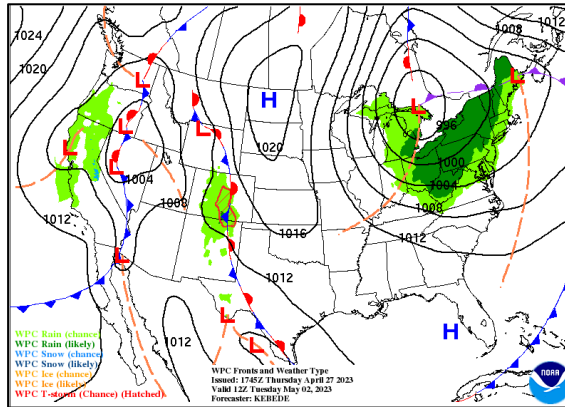 1024
1020
1012
1008
1012
L
L
H
L
L
L
L
996
1020
L
L
1000
1004
1004
1008
1008
1012
1016
1012
1012
L
1012
L
L
H
WPC Rain (chance)
WPC Rain (likely)
WPC Snow (chance)
WPC Snow (likely)
WPC Ice (chance)
WPC Ice (likely)
WPC T-storm (Chance) (Hatched)
WPC Fronts and Weather Type
Issued: 1745Z Thursday April 27 2023
Valid 12Z Tuesday May 02, 2023
Forecaster: KEBEDE
NOAA